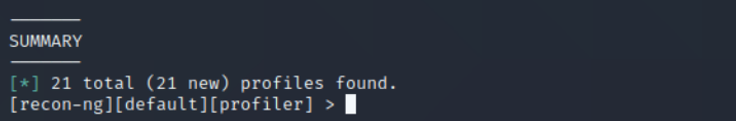 SUMMARY
[*] 21 total (21 new) profiles found.
[recon-ng][default][profiler] >